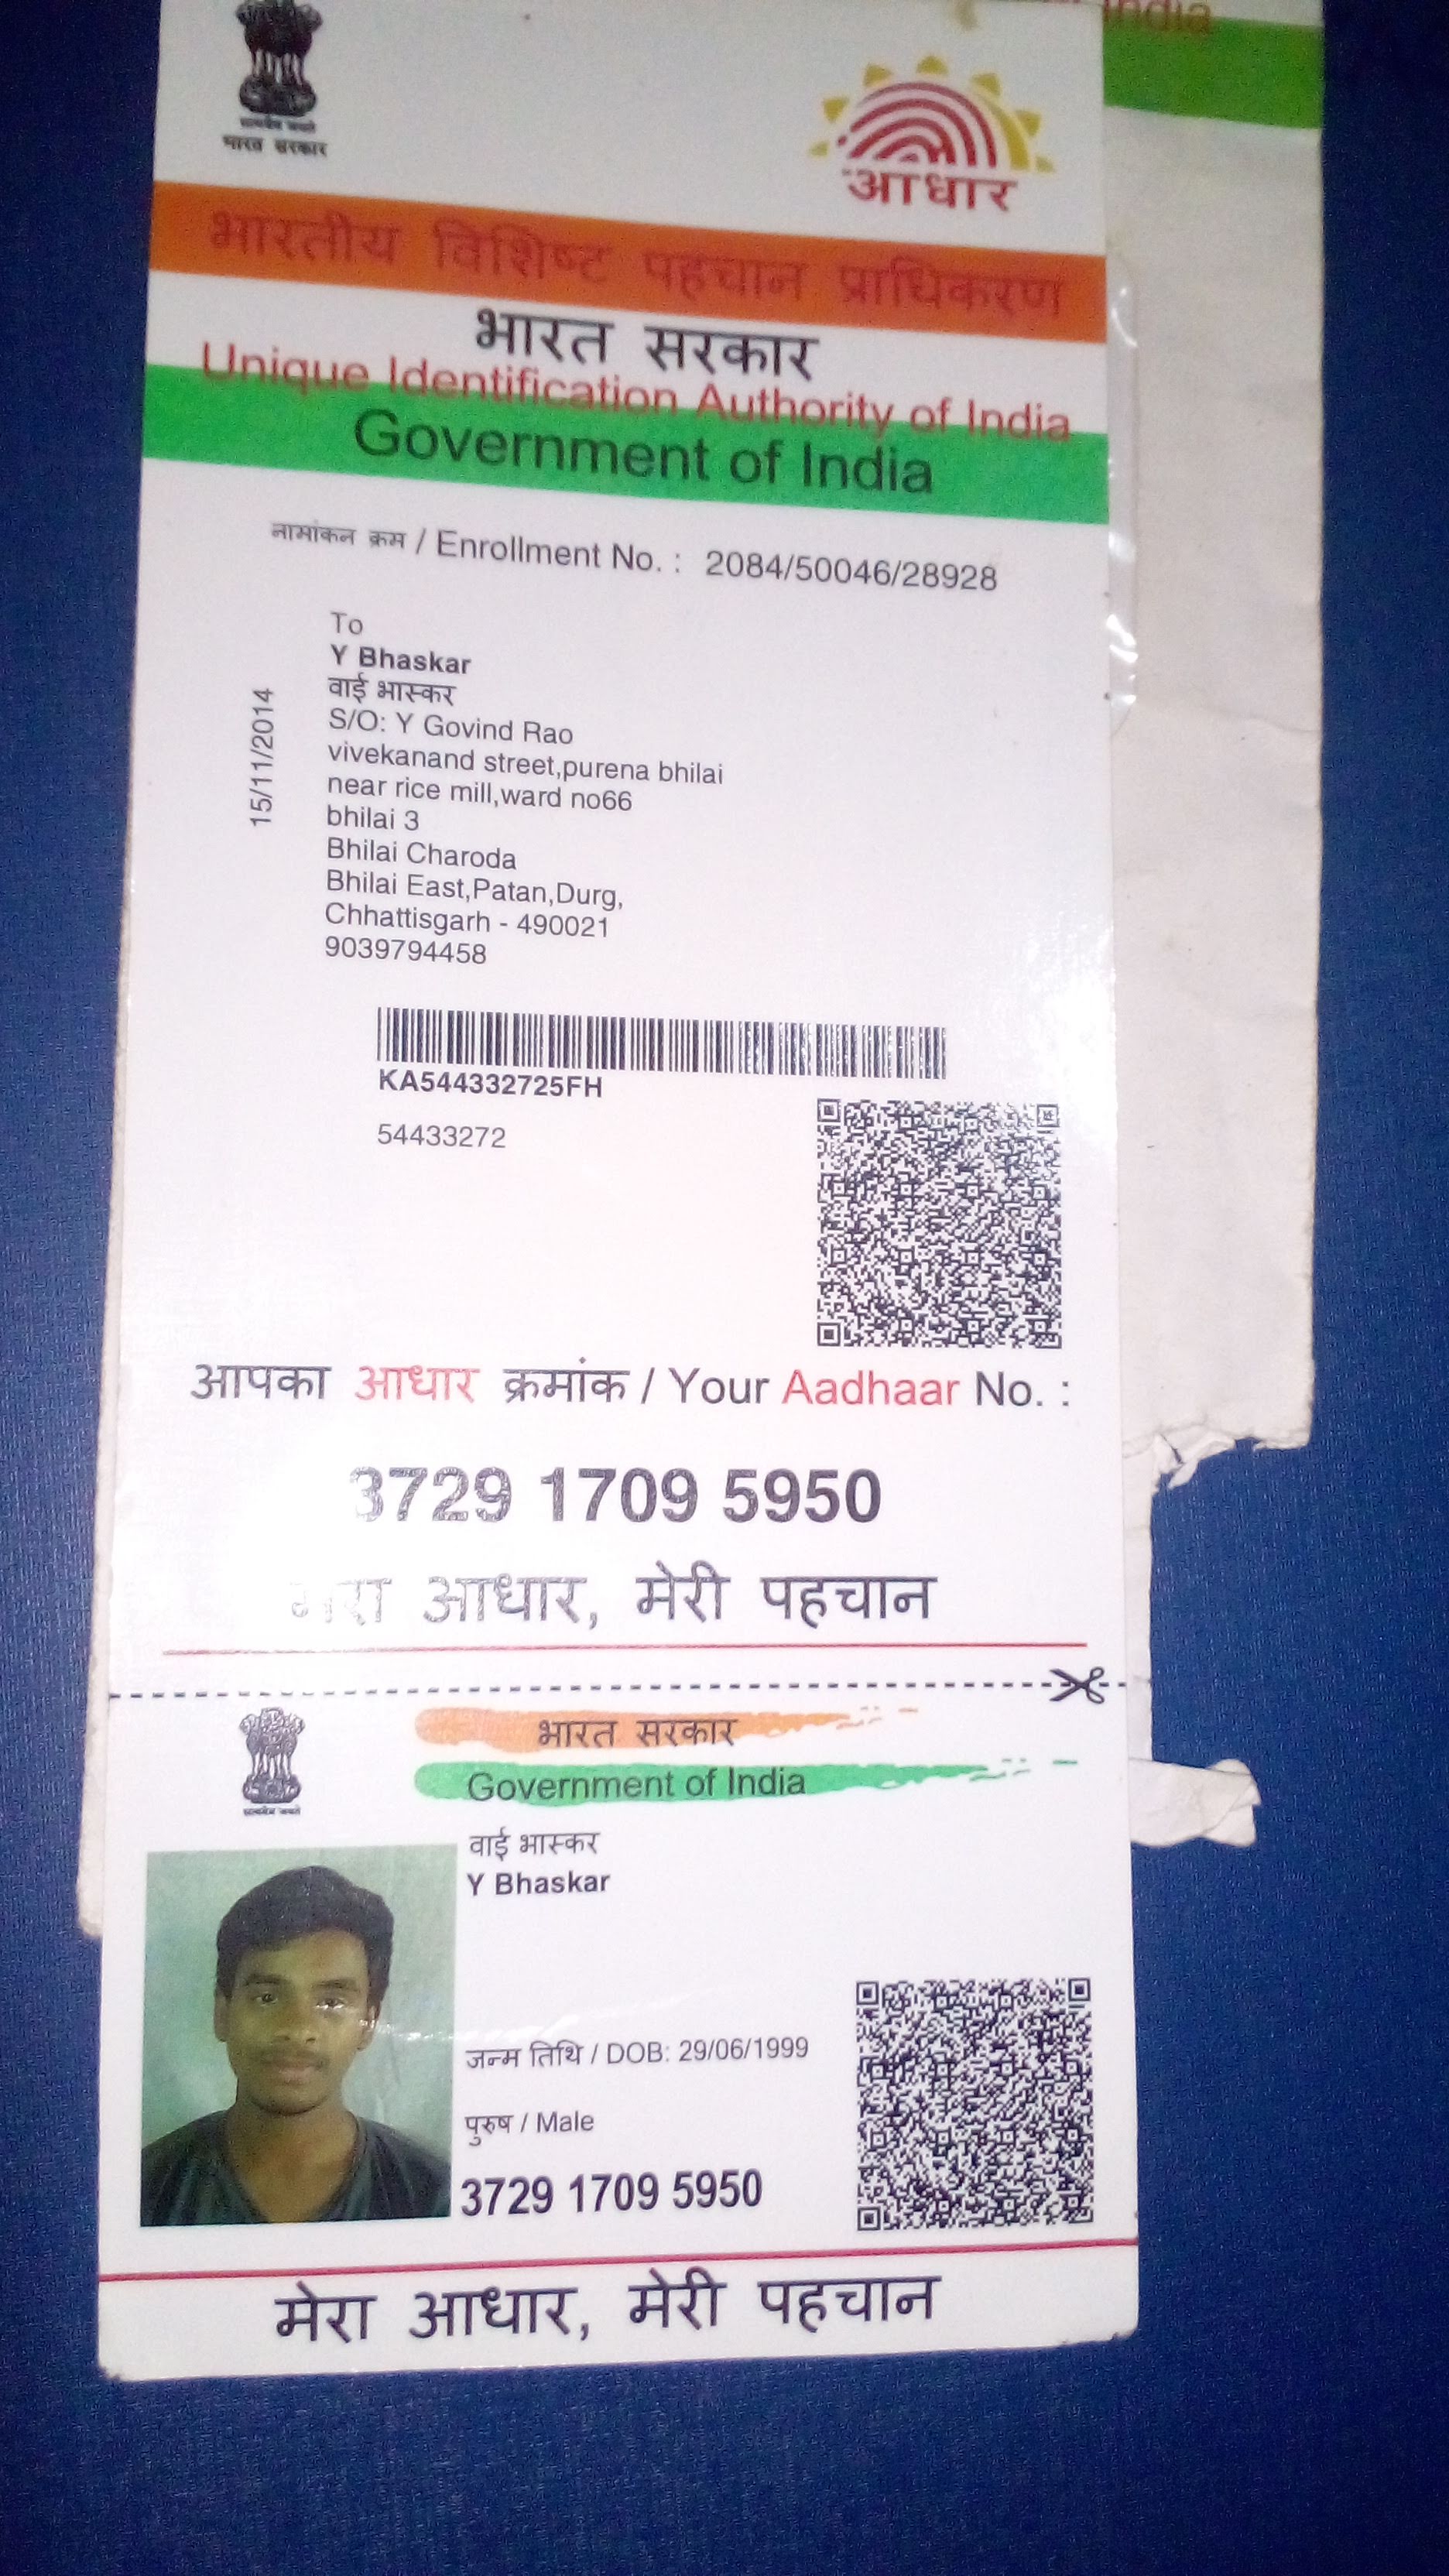 India
सत्यमेव जयते
भारत सरकार
आधार
भारतीय विशिष्ट पहचान प्राधिकरण
भारत सरकार
Unique Identification Authority of India
Government of India
नामांकन क्रम / Enrollment No. : 2084/50046/28928
15/11/2014
To
Y Bhaskar
वाई भास्कर
S/O: Y Govind Rao
vivekanand street,purena bhilai
near rice mill,ward no66
bhilai 3
Bhilai Charoda
Bhilai East,Patan,Durg,
Chhattisgarh - 490021
9039794458
KA544332725FH
54433272
आपका आधार क्रमांक / Your Aadhaar No. :
3729 1709 5950
मेरा आधार, मेरी पहचान
भारत सरकार
Government of India
सत्यमेव जयते
वाई भास्कर
Y Bhaskar
जन्म तिथि / DOB: 29/06/1999
पुरुष / Male
3729 1709 5950
मेरा आधार, मेरी पहचान